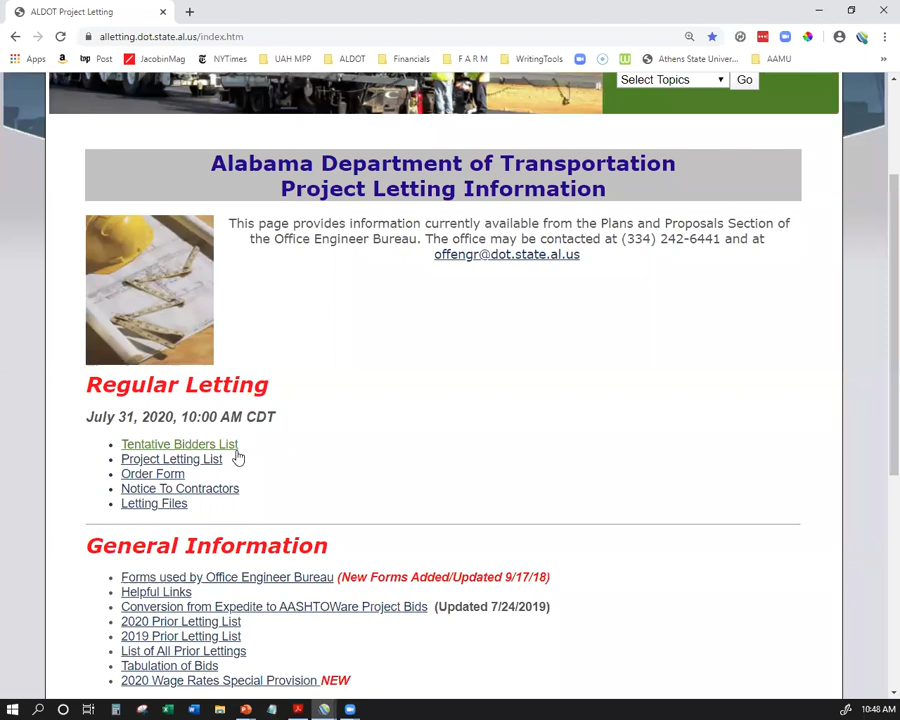 ALDOT Project Letting
alletting.dot.state.al.us/index.htm
Apps
btp Post
JacobinMag
NYTimes
UAH MPP
ALDOT
Financials
F A R M
WritingTools
Athens State Univer...
AAMU
»
Select Topics
Go
Alabama Department of Transportation
Project Letting Information
This page provides information currently available from the Plans and Proposals Section of
the Office Engineer Bureau. The office may be contacted at (334) 242-6441 and at
offengr@dot.state.al.us
Regular Letting
July 31, 2020, 10:00 AM CDT
• Tentative Bidders List
• Project Letting List
• Order Form
• Notice To Contractors
• Letting Files
General Information
• Forms used by Office Engineer Bureau (New Forms Added/Updated 9/17/18)
• Helpful Links
• Conversion from Expedite to AASHTOWare Project Bids (Updated 7/24/2019)
• 2020 Prior Letting List
• 2019 Prior Letting List
• List of All Prior Lettings
• Tabulation of Bids
• 2020 Wage Rates Special Provision NEW
10:48 AM